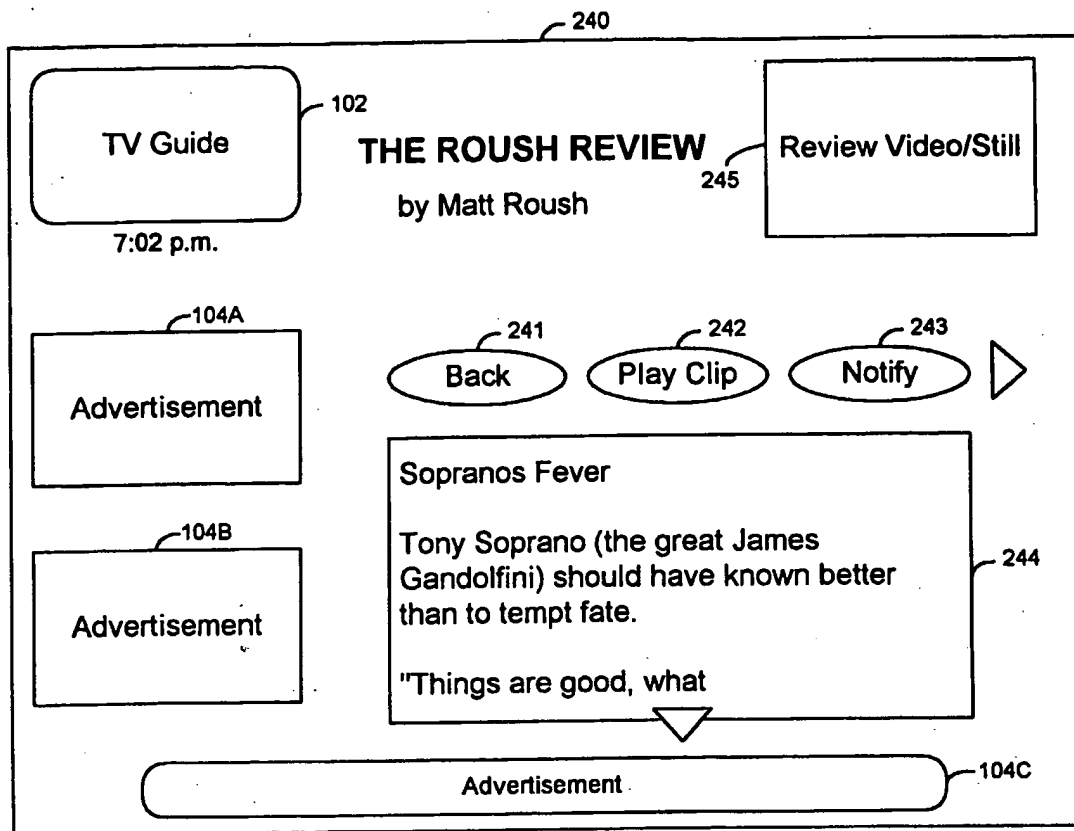 240
TV Guide
102
THE ROUSH REVIEW
by Matt Roush
245
Review Video/Still
7:02 p.m.
104A
Advertisement
241
Back
242
Play Clip
243
Notify
104B
Advertisement
Sopranos Fever
Tony Soprano (the great James
Gandolfini) should have known better
than to tempt fate.
"Things are good, what
244
Advertisement
104C